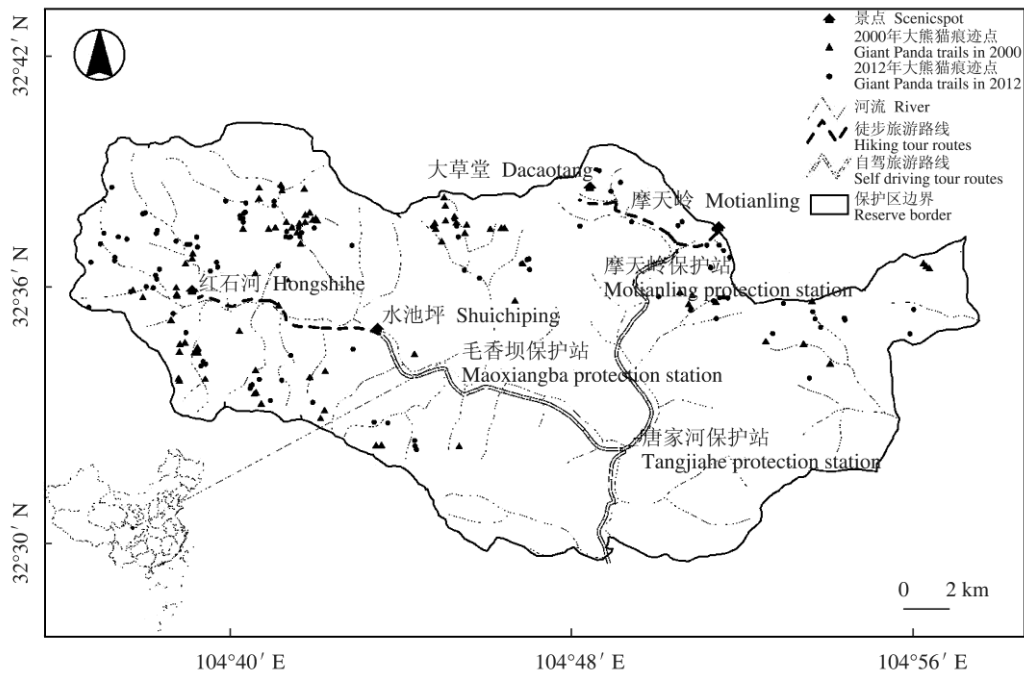 32°42′ N
32°36′ N
32°30′ N
景点 Scenicspot
2000年大熊猫痕迹点
Giant Panda trails in 2000
2012年大熊猫痕迹点
Giant Panda trails in 2012
河流 River
徒步旅游路线
Hiking tour routes
自驾旅游路线
Self driving tour routes
保护区边界
Reserve border
大草堂 Dacaotang
摩天岭 Motianling
摩天岭保护站
Motianling protection station
红石河 Hongshihe
水池坪 Shuichiping
毛香坝保护站
Maoxiangba protection station
唐家河保护站
Tangjiahe protection station
0 2 km
104°40′ E
104°48′ E
104°56′ E